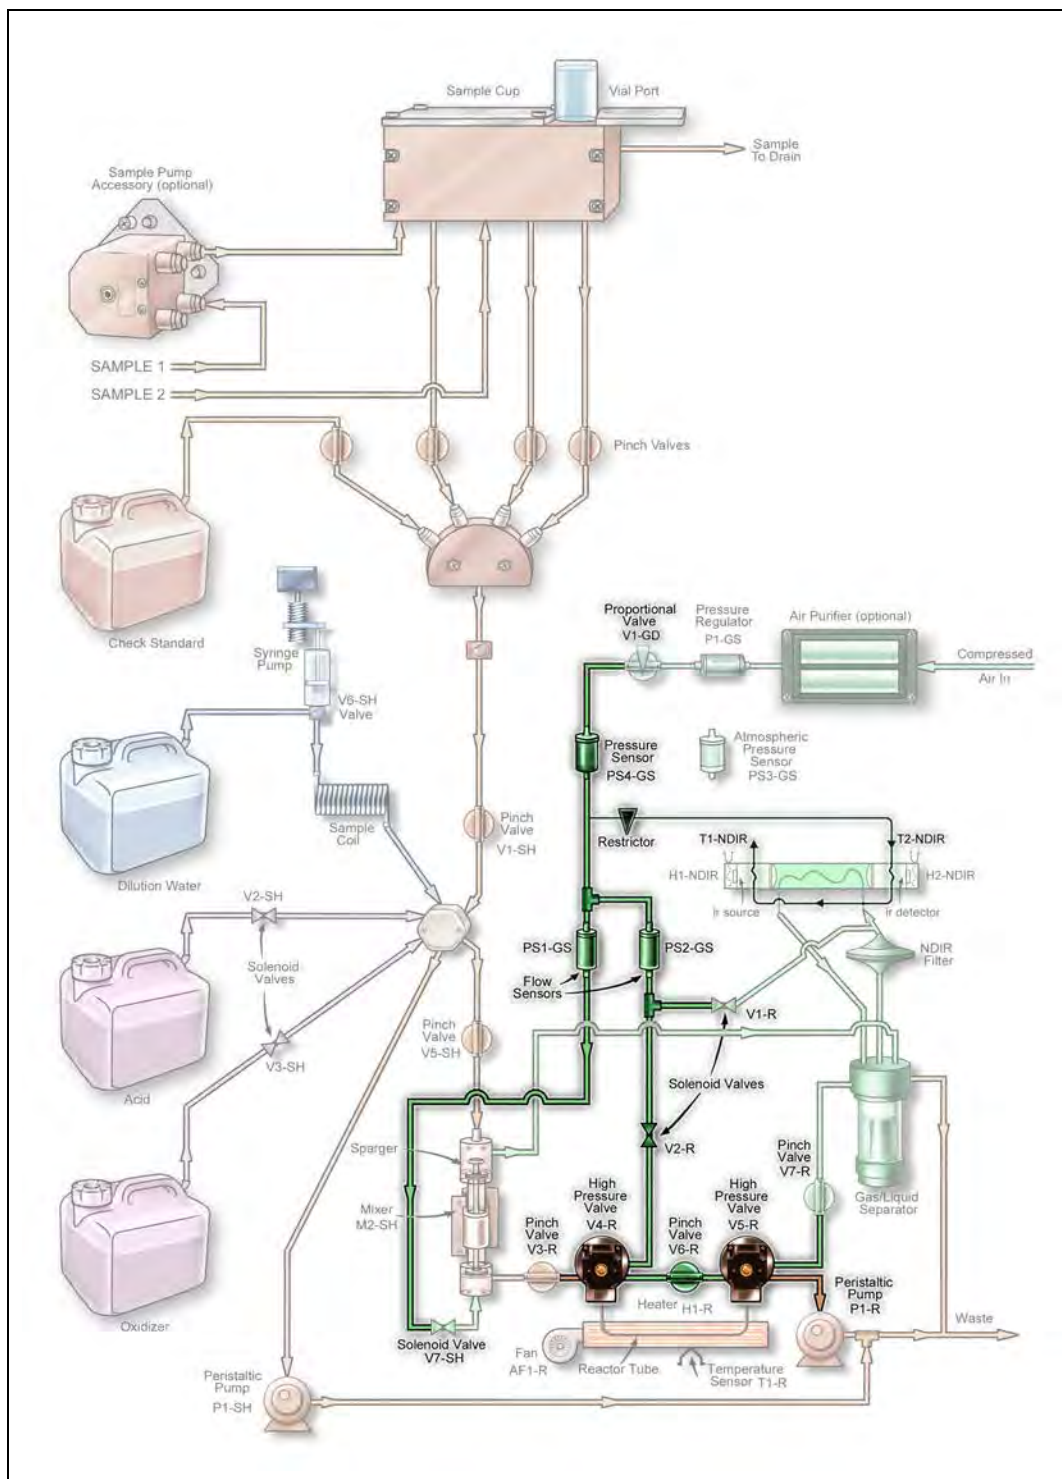 Sample Cup
Vial Port
Sample
To Drain
Sample Pump
Accessory (optional)
SAMPLE 1
SAMPLE 2
Pinch Valves
Check Standard
Syringe
Pump
V6-SH
Valve
Proportional
Valve
V1-GD
Pressure
Regulator
P1-GS
Air Purifier (optional)
Compressed
Air In
Pressure
Sensor
PS4-GS
Atmospheric
Pressure
Sensor
PS3-GS
Sample
Coil
Pinch
Valve
V1-SH
Restrictor
T1-NDIR
T2-NDIR
H1-NDIR
H2-NDIR
ir source
ir detector
Dilution Water
V2-SH
Solenoid
Valves
V3-SH
PS1-GS
PS2-GS
Flow
Sensors
NDIR
Filter
V1-R
Pinch
Valve
V5-SH
Solenoid Valves
Acid
Sparger
V2-R
Pinch
Valve
V7-R
Gas/Liquid
Separator
Mixer
M2-SH
High
Pressure
Valve
V4-R
High
Pressure
Valve
V5-R
Pinch
Valve
V3-R
Pinch
Valve
V6-R
Peristaltic
Pump
P1-R
Heater
H1-R
Oxidizer
Solenoid Valve
V7-SH
Fan
AF1-R
Reactor Tube
Temperature
Sensor T1-R
Waste
Peristaltic
Pump
P1-SH